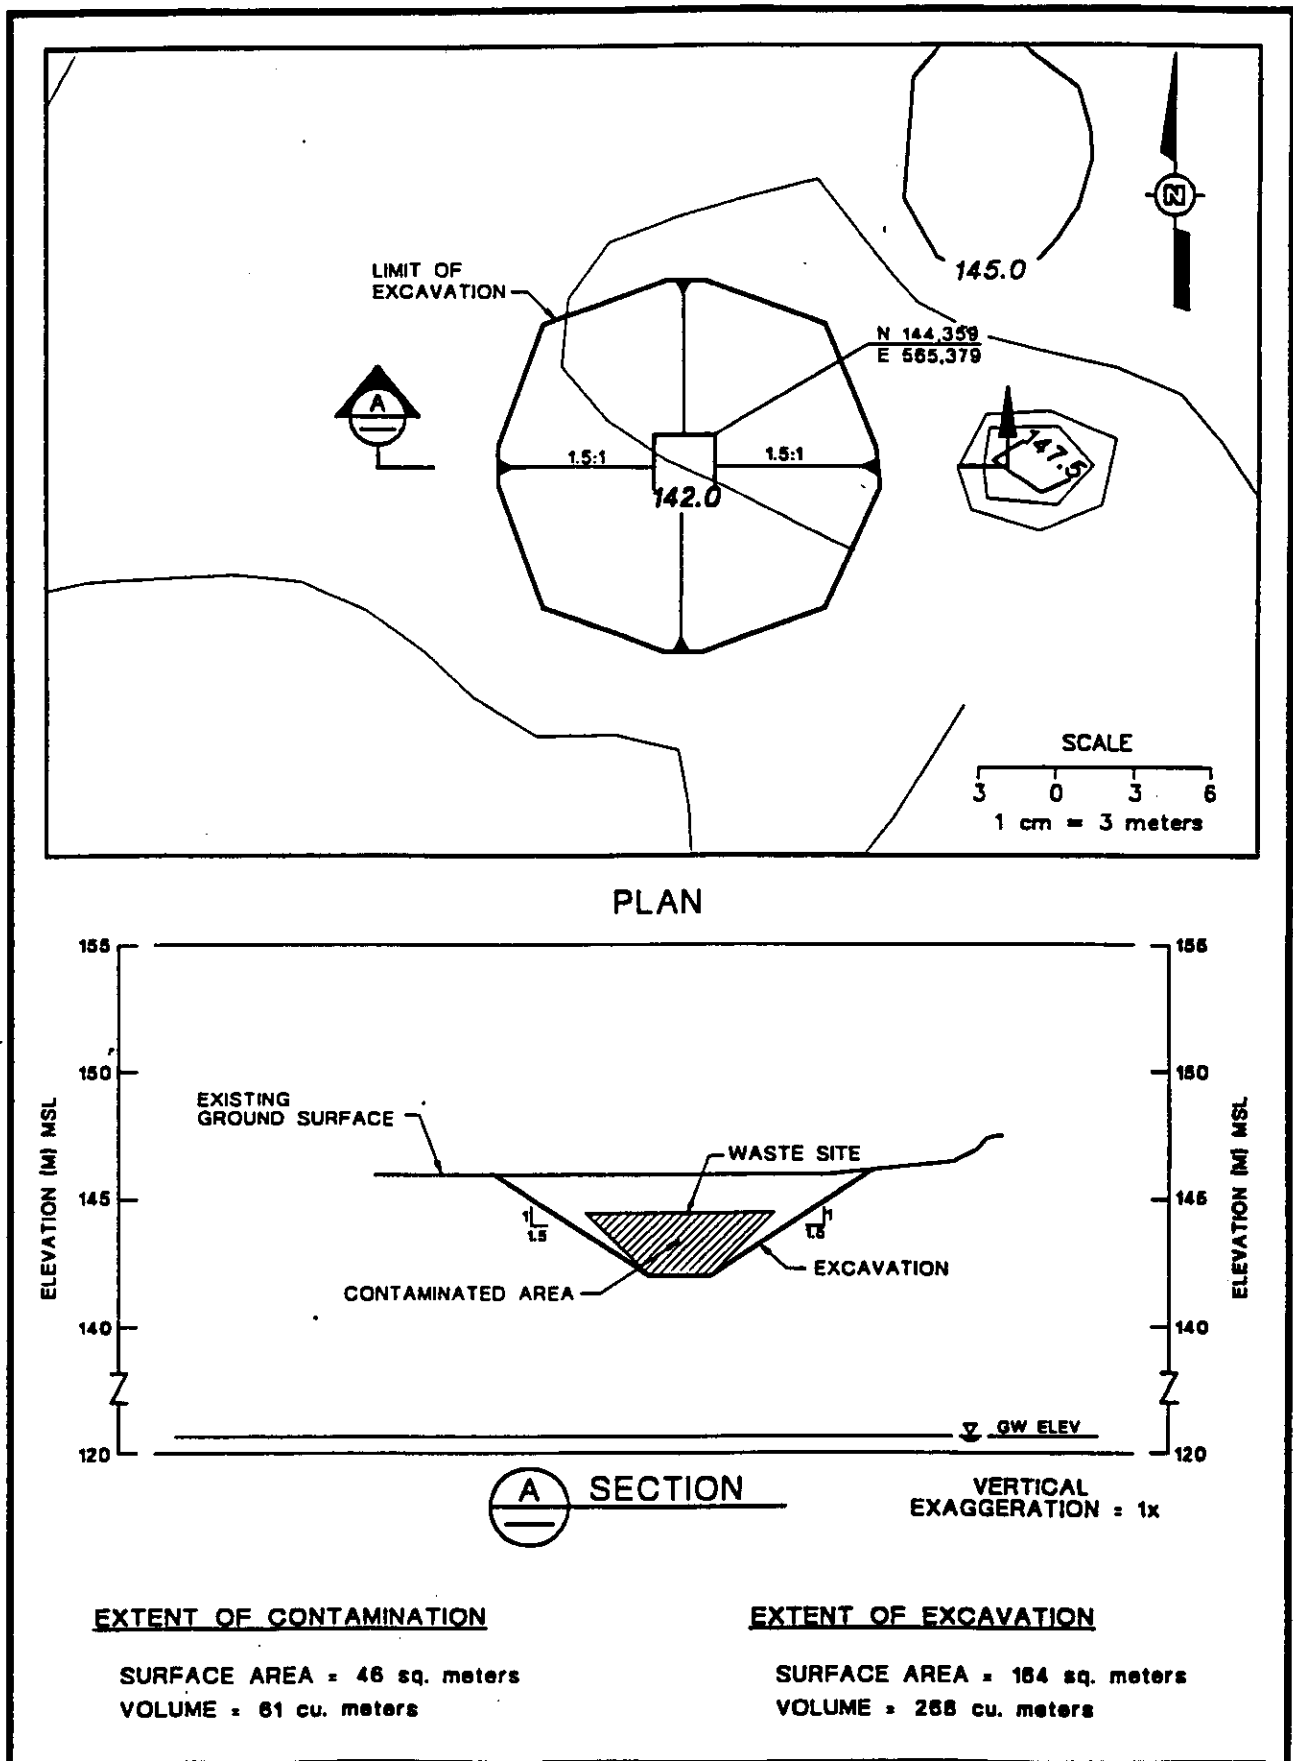 145.0
N
LIMIT OF
EXCAVATION
N 144,359
E 565,379
A
147.5
1.5:1
1.5:1
142.0
SCALE
3 0 3 6
1 cm = 3 meters
PLAN
155
155
150
150
EXISTING
GROUND SURFACE
WASTE SITE
ELEVATION (M) MSL
ELEVATION (M) MSL
145
145
1
1.5
1
1.5
EXCAVATION
CONTAMINATED AREA
140
140
GW ELEV
120
120
A
SECTION
VERTICAL
EXAGGERATION = 1x
EXTENT OF CONTAMINATION
SURFACE AREA = 46 sq. meters
VOLUME = 61 cu. meters
EXTENT OF EXCAVATION
SURFACE AREA = 164 sq. meters
VOLUME = cu. meters